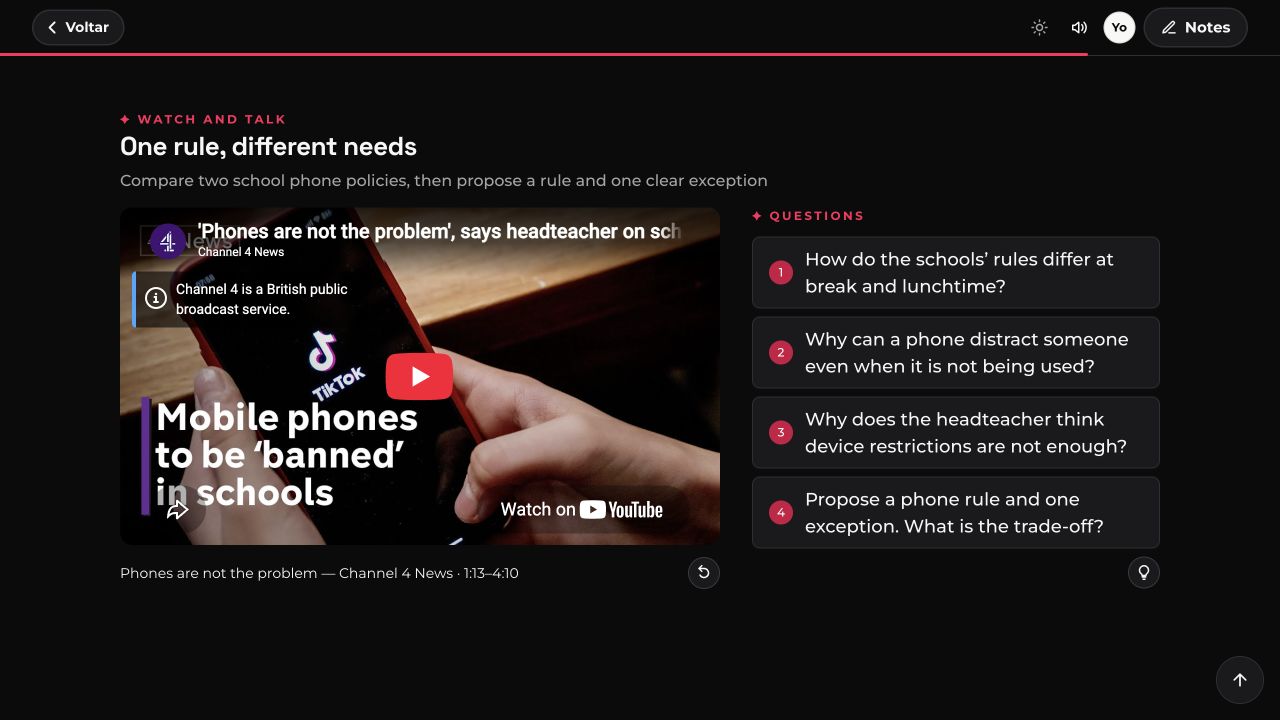 Voltar
Yo
Notes
WATCH AND TALK
One rule, different needs
Compare two school phone policies, then propose a rule and one clear exception
'Phones are not the problem', says headteacher on sch
Channel 4 News
Channel 4 is a British public
broadcast service.
TikTok
Mobile phones
to be ‘banned’
in schools
Watch on YouTube
Phones are not the problem — Channel 4 News · 1:13–4:10
QUESTIONS
1
How do the schools’ rules differ at
break and lunchtime?
2
Why can a phone distract someone
even when it is not being used?
3
Why does the headteacher think
device restrictions are not enough?
4
Propose a phone rule and one
exception. What is the trade-off?